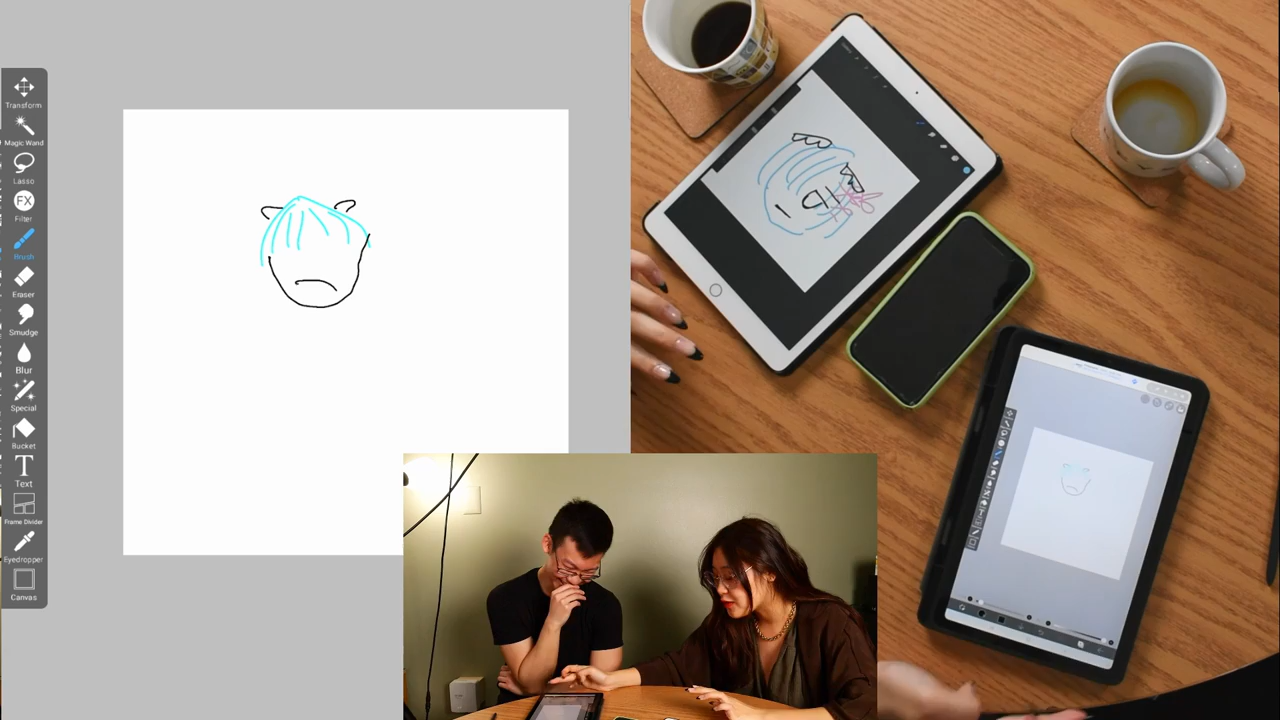 Transform
Magic Wand
Lasso
FX
Filter
Brush
Eraser
Smudge
Blur
Special
Bucket
T
Text
Frame Divider
Eyedropper
Canvas